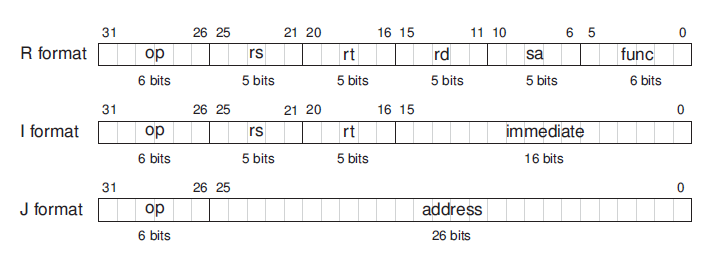 31 26 25 21 20 16 15 11 10 6 5 0
R format op rs rt rd sa func
6 bits 5 bits 5 bits 5 bits 5 bits 6 bits
31 26 25 21 20 16 15 0
I format op rs rt immediate
6 bits 5 bits 5 bits 16 bits
31 26 25 0
J format op address
6 bits 26 bits